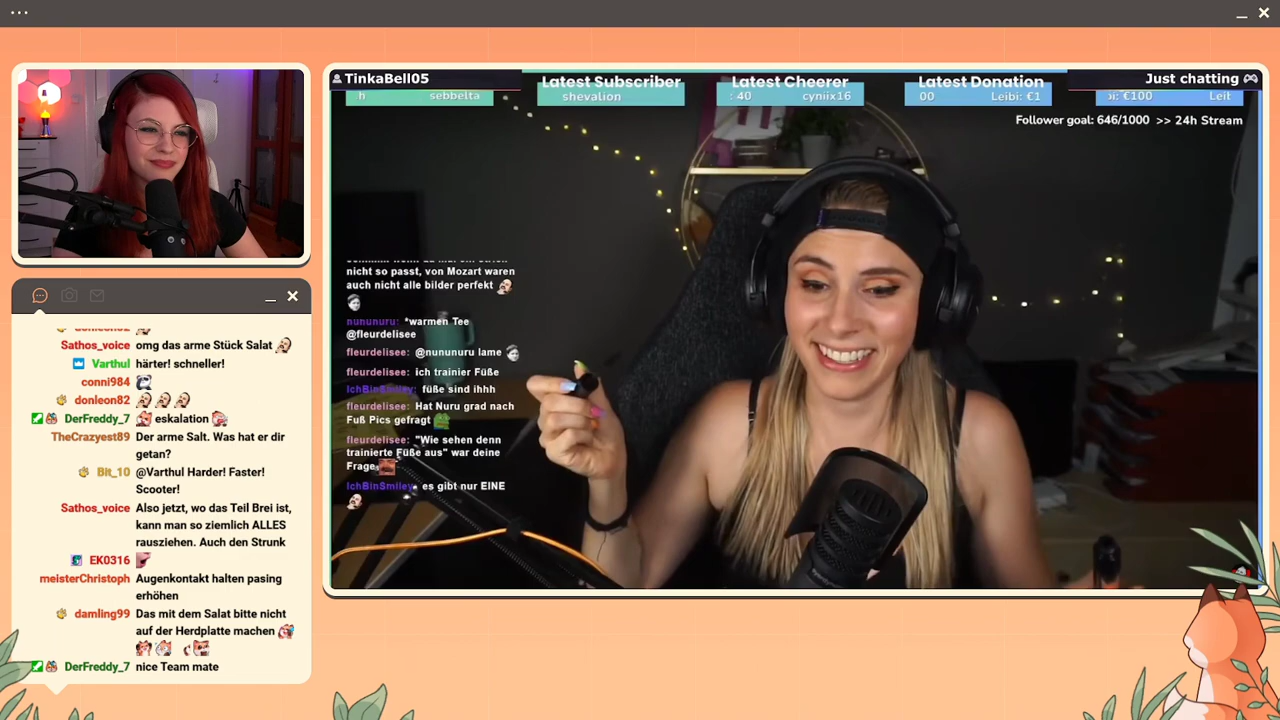 TinkaBell05
Latest Subscriber
Latest Cheerer
Latest Donation
Just chatting
h sebbelta
shevalion
: 40 cyniix16
00 Leibi: €1
€100 Leit
Follower goal: 646/1000 >> 24h Stream
nicht so passt, von Mozart waren
auch nicht alle bilder perfekt
nununuru: *warmen Tee
@fleurdelisee
fleurdelisee: @nununuru lame
fleurdelisee: ich trainier Füße
IchBinSmiley: füße sind ihhh
fleurdelisee: Hat Nuru grad nach
Fuß Pics gefragt
fleurdelisee: "Wie sehen denn
trainierte Füße aus" war deine
Frage
IchBinSmiley: es gibt nur EINE
donleon82
Sathos_voice omg das arme Stück Salat
Varthul härter! schneller!
conni984
donleon82
DerFreddy_7 eskalation
TheCrazyest89 Der arme Salt. Was hat er dir
getan?
Bit_10 @Varthul Harder! Faster!
Scooter!
Sathos_voice Also jetzt, wo das Teil Brei ist,
kann man so ziemlich ALLES
rausziehen. Auch den Strunk
EK0316
meisterChristoph Augenkontakt halten pasing
erhöhen
damling99 Das mit dem Salat bitte nicht
auf der Herdplatte machen
DerFreddy_7 nice Team mate